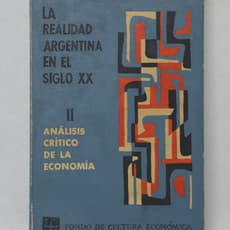 LA
REALIDAD
ARGENTINA
EN EL
SIGLO XX
II
ANÁLISIS
CRÍTICO
DE LA
ECONOMÍA
FONDO DE CULTURA ECONÓMICA